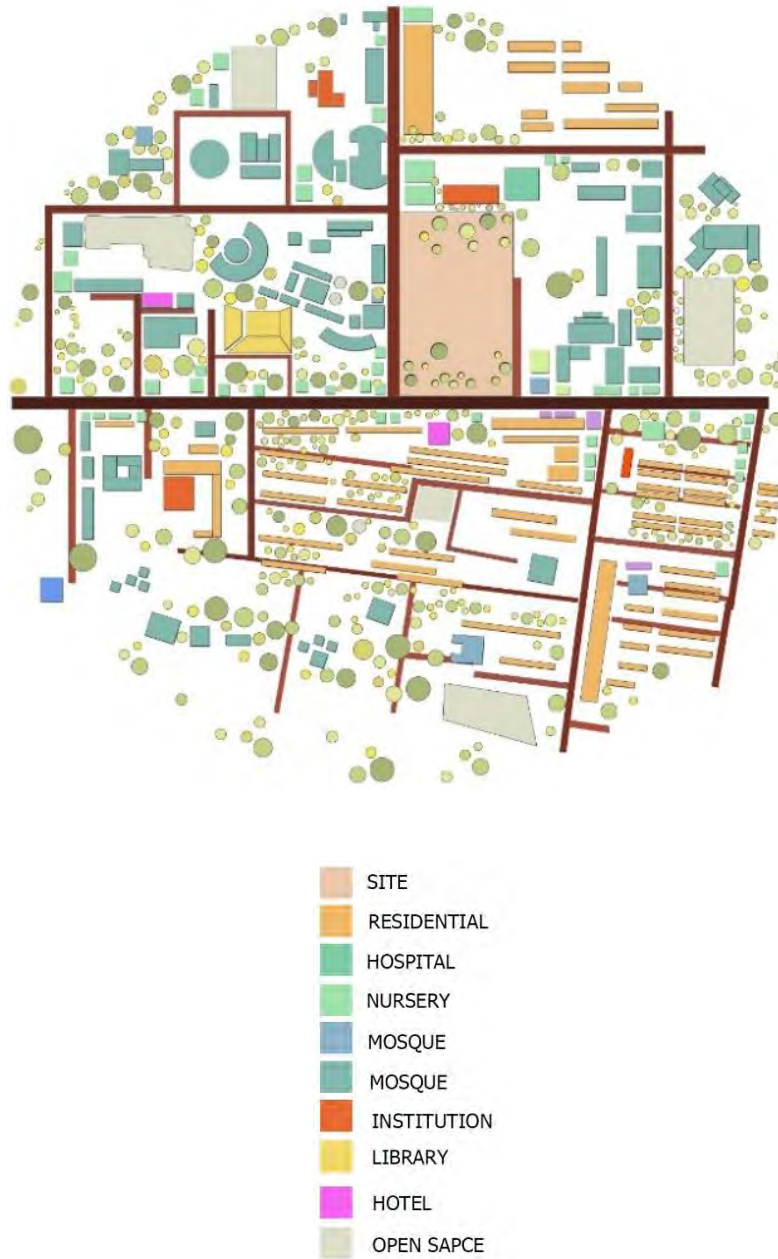 SITE
RESIDENTIAL
HOSPITAL
NURSERY
MOSQUE
MOSQUE
INSTITUTION
LIBRARY
HOTEL
OPEN SAPCE